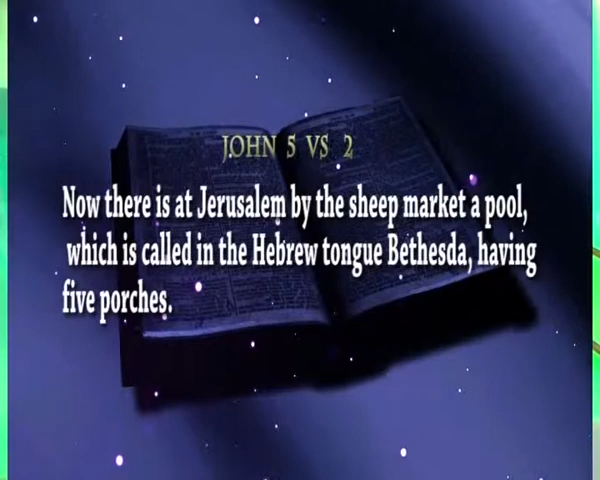 JOHN 5 VS 2
Now there is at Jerusalem by the sheep market a pool,
which is called in the Hebrew tongue Bethesda, having
five porches.